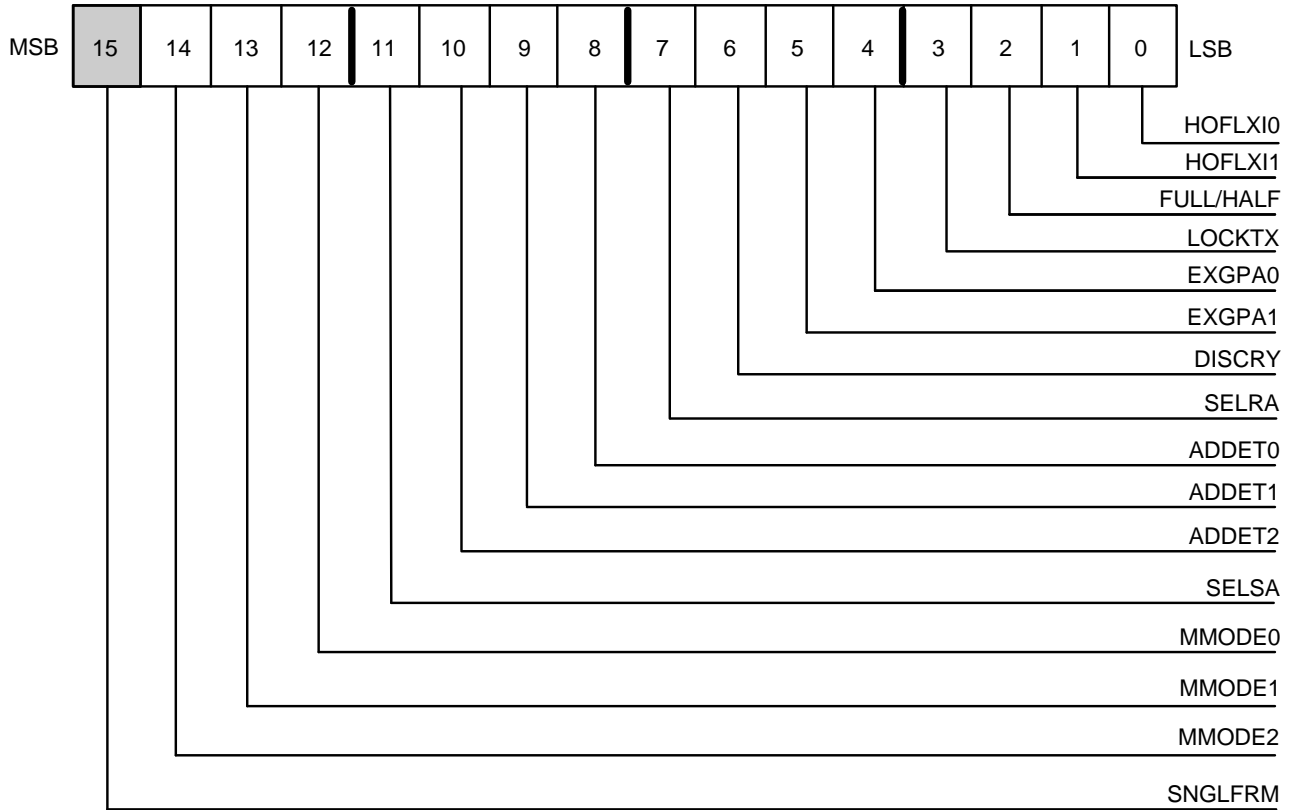 MSB 15 14 13 12 11 10 9 8 7 6 5 4 3 2 1 0 LSB
HOFLXI0
HOFLXI1
FULL/HALF
LOCKTX
EXGPA0
EXGPA1
DISCRY
SELRA
ADDET0
ADDET1
ADDET2
SELSA
MMODE0
MMODE1
MMODE2
SNGLFRM